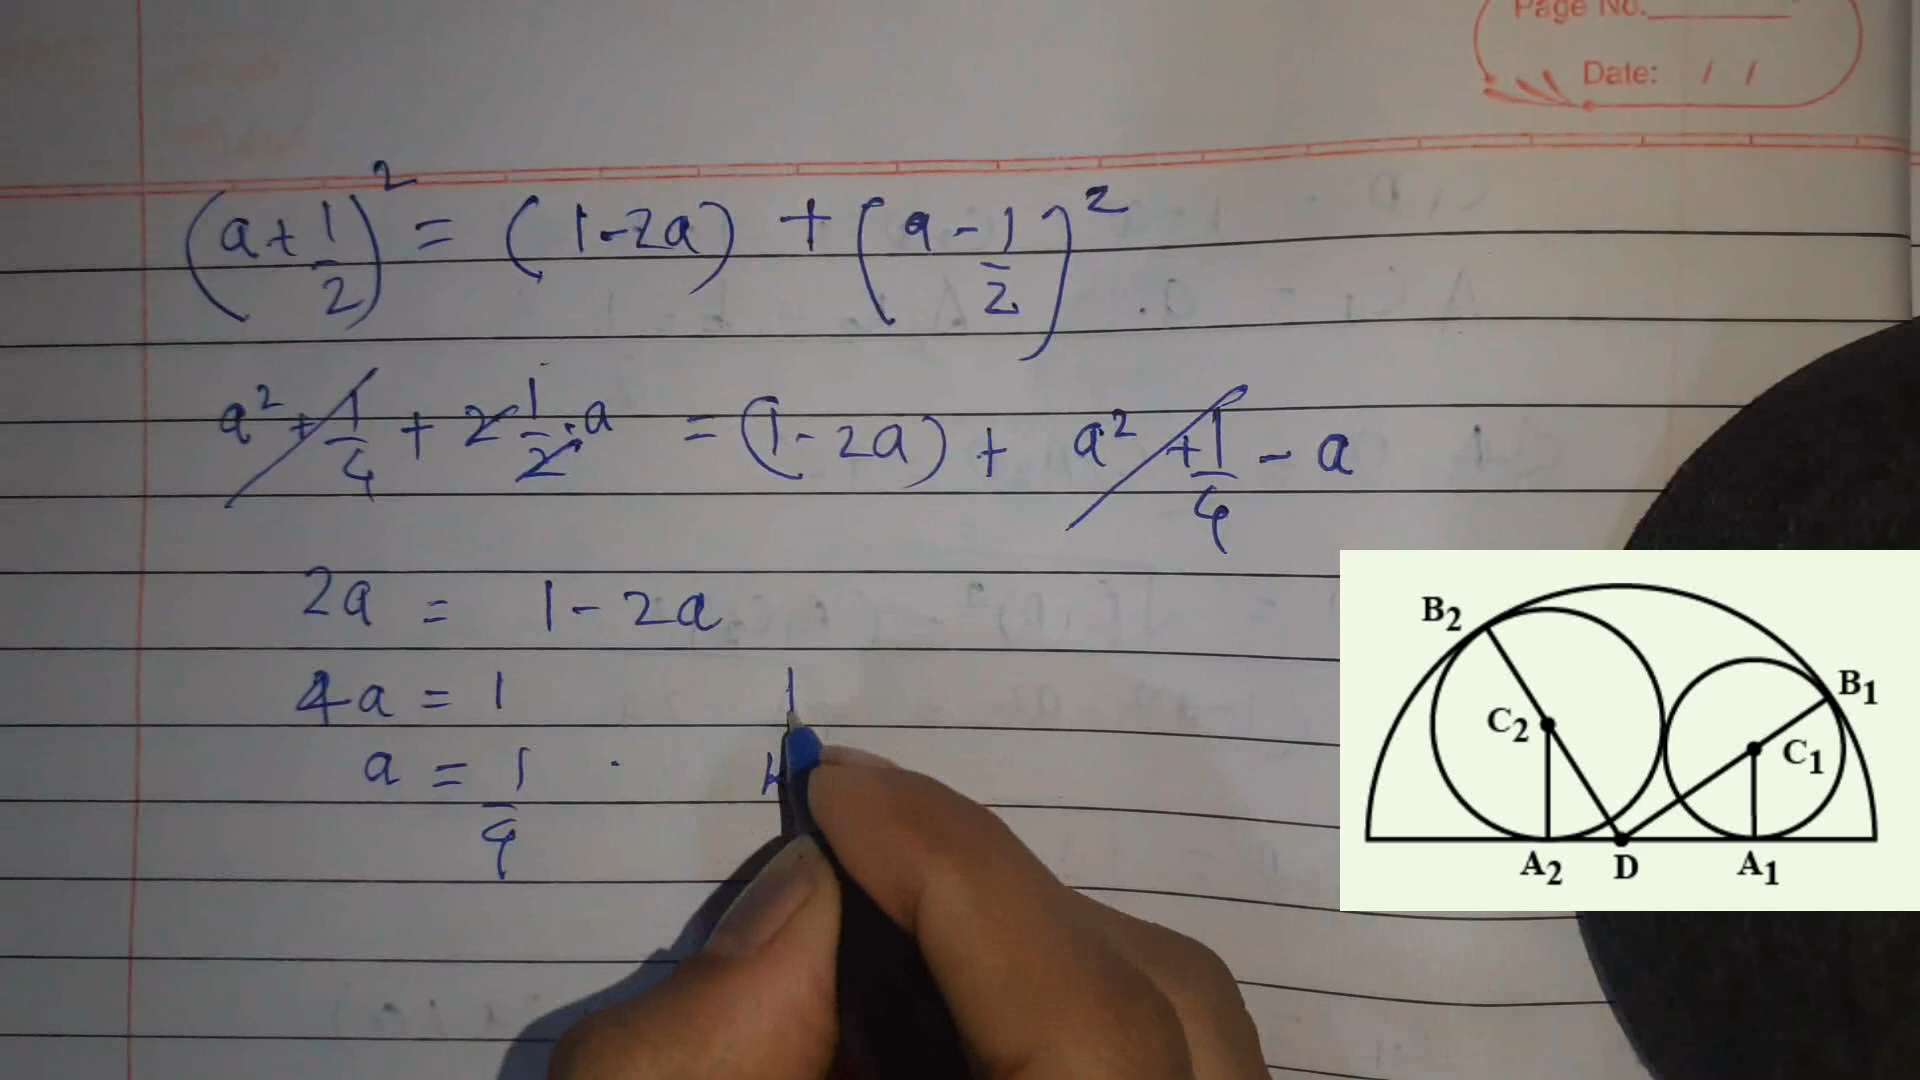 Page No.
Date: / /
(a + 1/2)² = (1 - 2a) + (a - 1/2)²
a² + 1/4 + 2 1/2 · a = (1 - 2a) + a² + 1/4 - a
2a = 1 - 2a
4a = 1
a = 1/4
1
B₂
B₁
C₂
C₁
A₂ D A₁